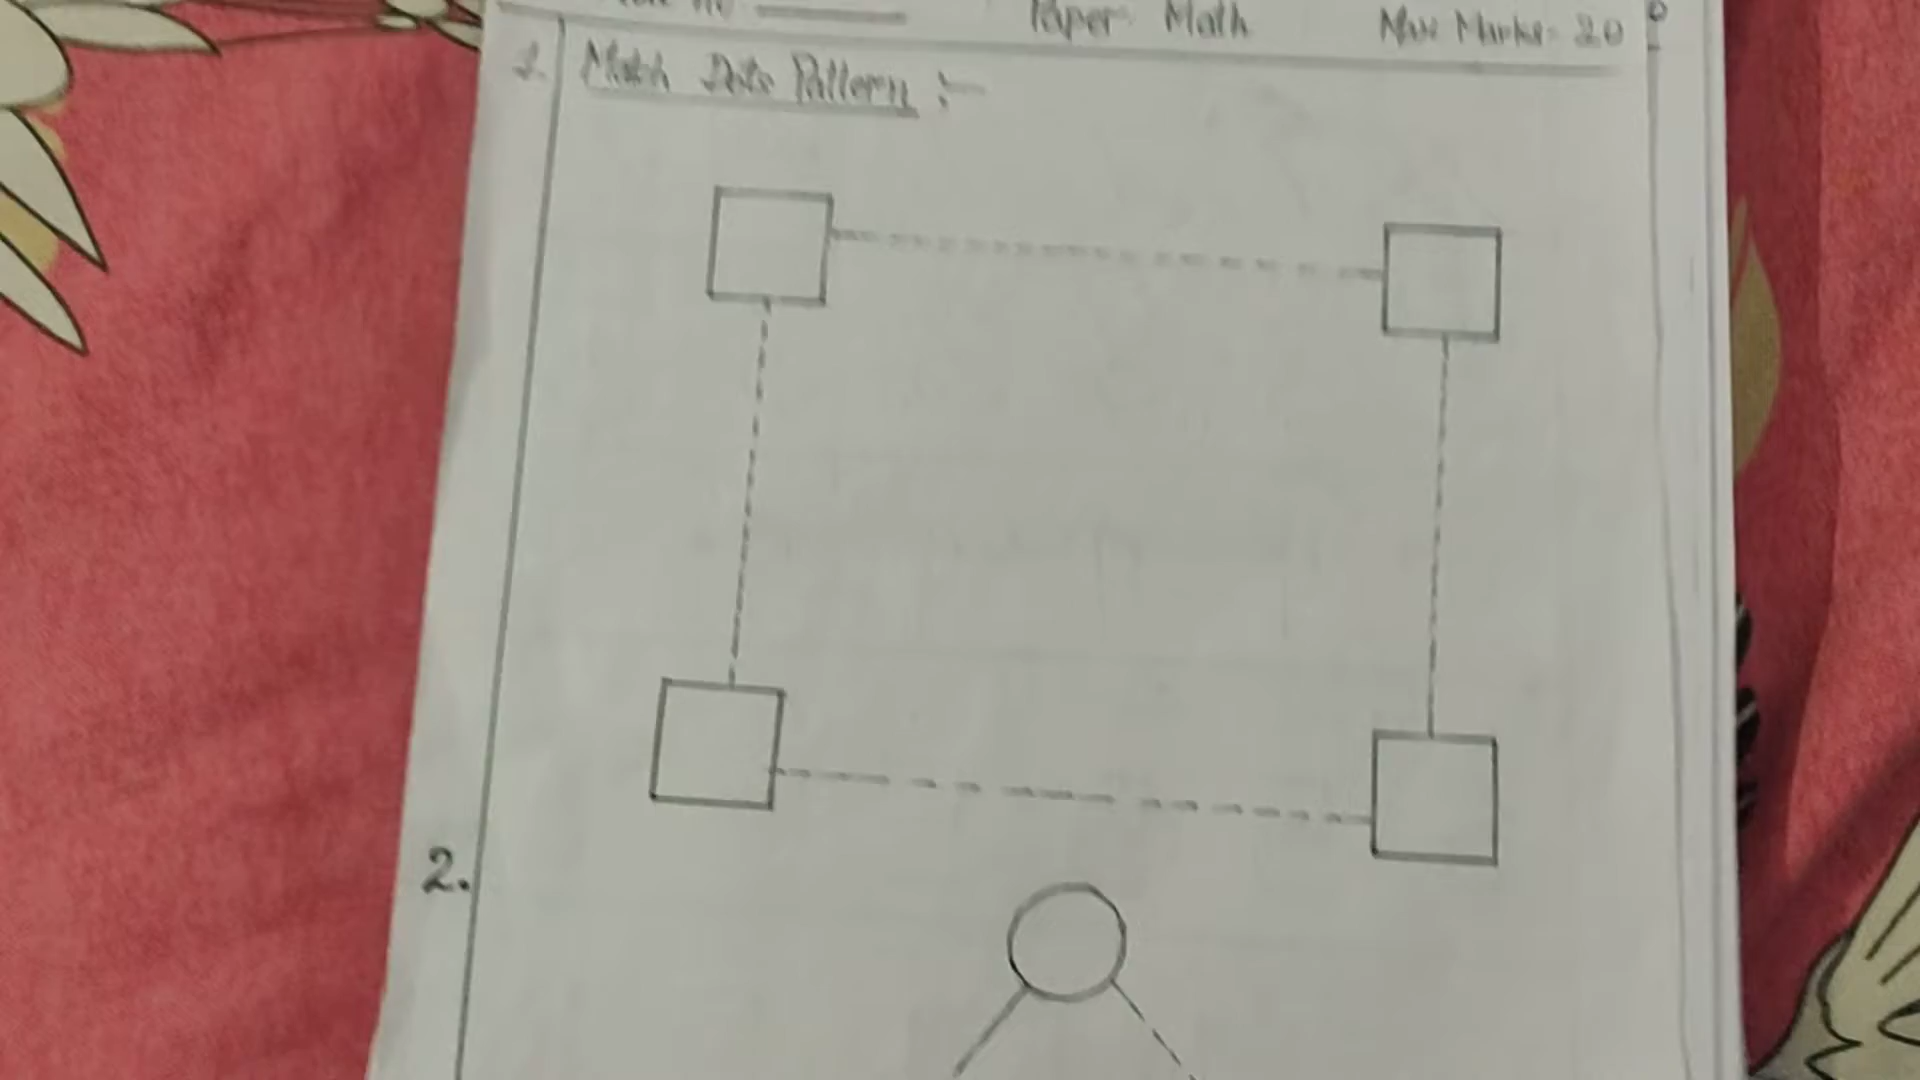 Paper- Math Max Marks- 20
1. Match Dots Pattern :-
2.